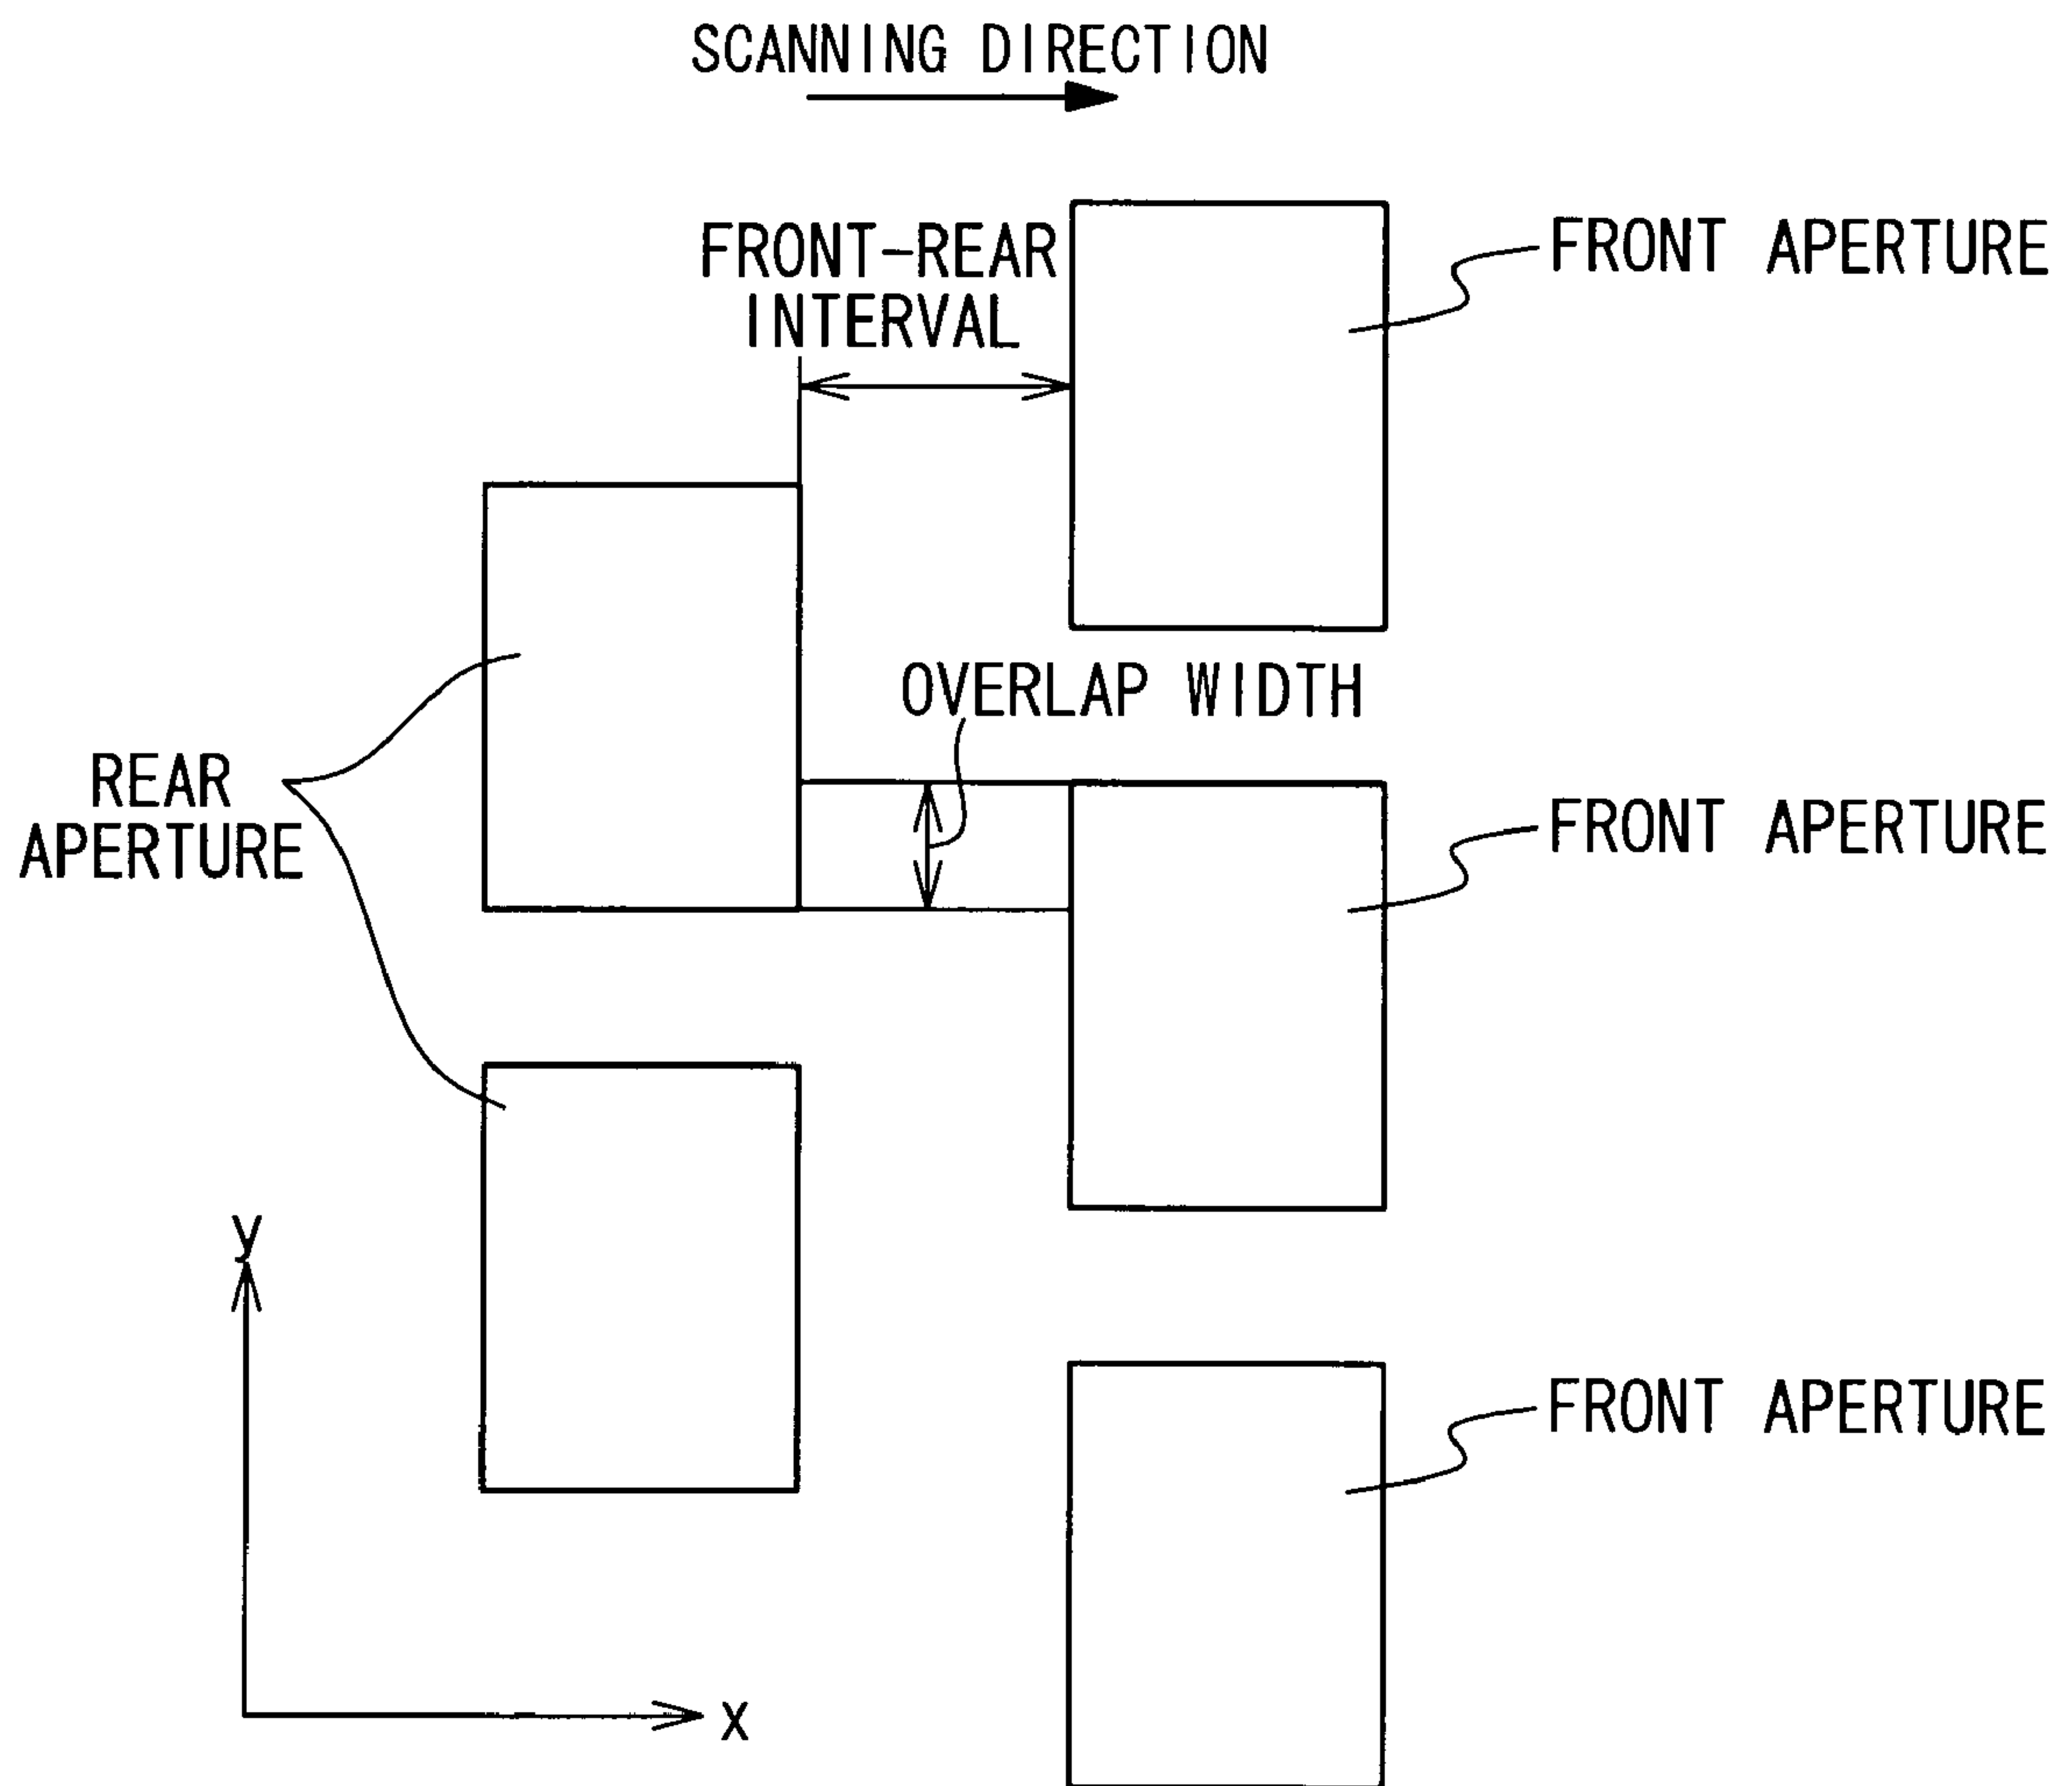 SCANNING DIRECTION
FRONT-REAR
INTERVAL
FRONT APERTURE
OVERLAP WIDTH
REAR
APERTURE
FRONT APERTURE
y
FRONT APERTURE
x